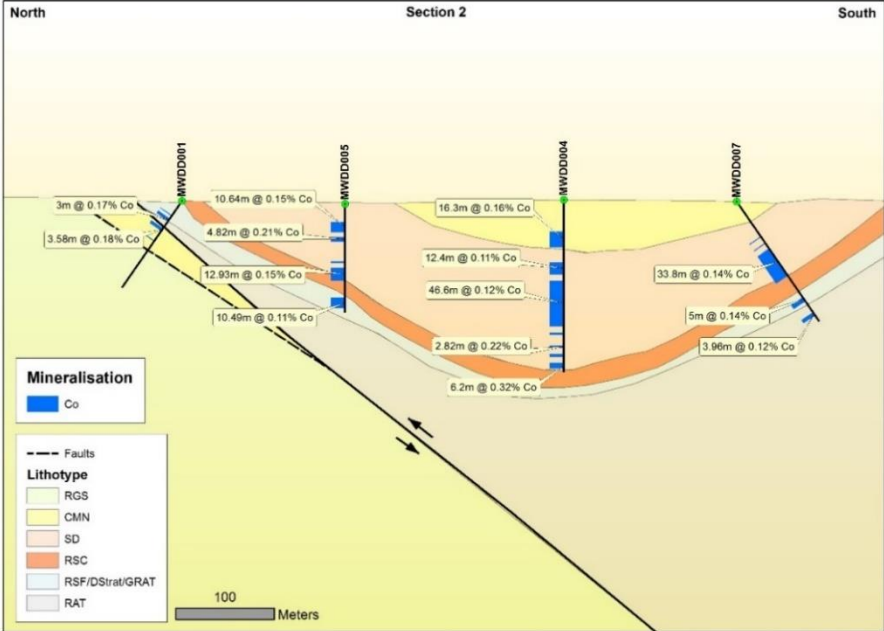 North
Section 2
South
MWDD001
MWDD005
MWDD004
MWDD007
3m @ 0.17% Co
3.58m @ 0.18% Co
10.64m @ 0.15% Co
4.82m @ 0.21% Co
12.93m @ 0.15% Co
10.49m @ 0.11% Co
16.3m @ 0.16% Co
12.4m @ 0.11% Co
46.6m @ 0.12% Co
2.82m @ 0.22% Co
6.2m @ 0.32% Co
33.8m @ 0.14% Co
5m @ 0.14% Co
3.96m @ 0.12% Co
Mineralisation
Co
Faults
Lithotype
RGS
CMN
SD
RSC
RSF/DStrat/GRAT
RAT
100
Meters